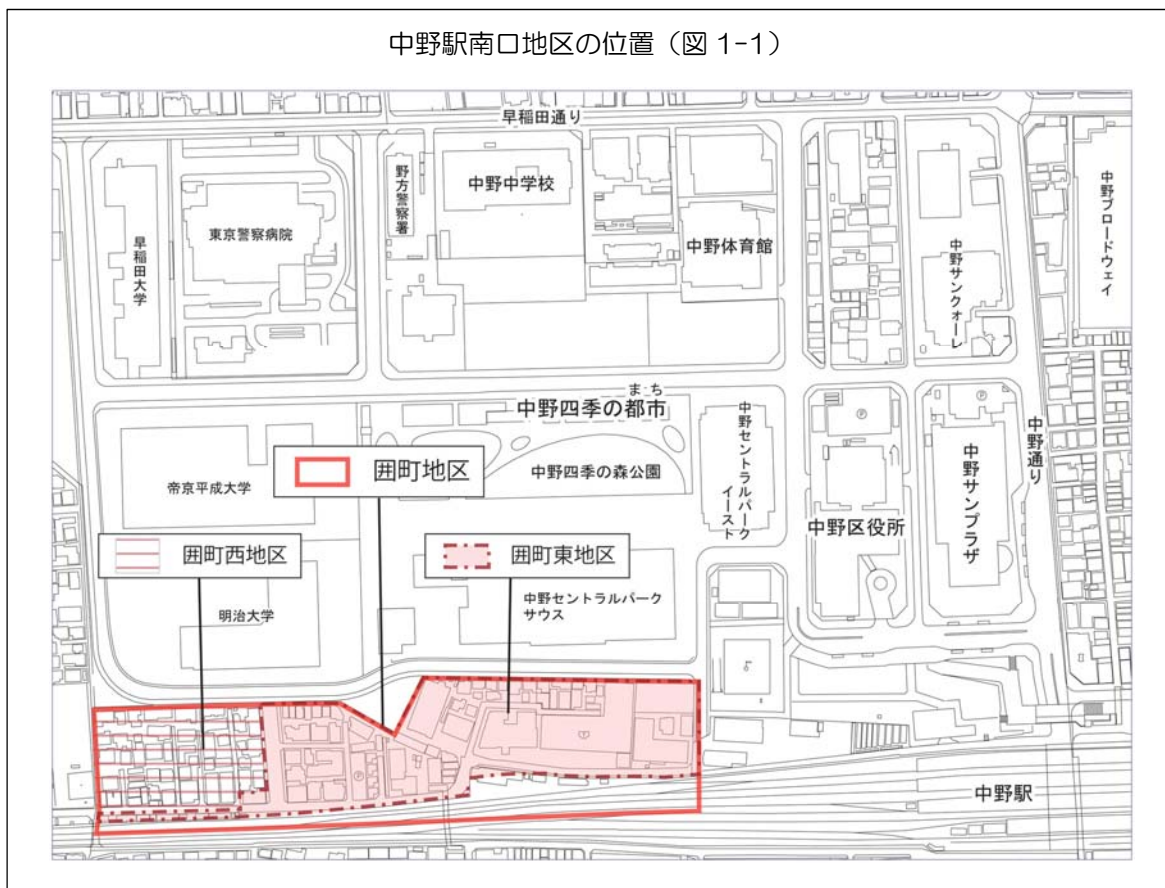 中野駅南口地区の位置（図 1-1）
早稲田通り
野方警察署
中野中学校
中野ブロードウェイ
早稲田大学
東京警察病院
中野体育館
中野サンクォーレ
まち
中野四季の都市
中野セントラルパーク
イースト
中野通り
囲町地区
中野四季の森公園
帝京平成大学
中野区役所
中野サンプラザ
囲町西地区
囲町東地区
明治大学
中野セントラルパーク
サウス
中野駅
P
P
P